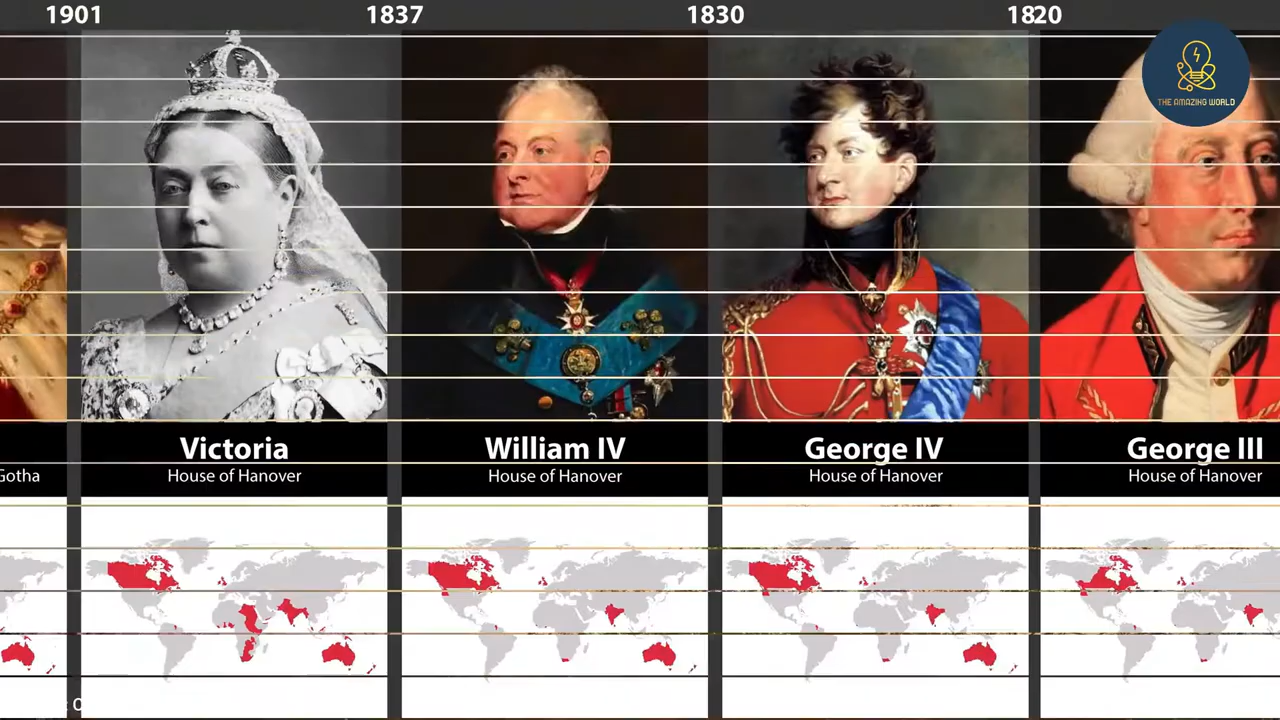 1901
1837
1830
1820
THE AMAZING WORLD
Victoria
William IV
George IV
George III
Gotha
House of Hanover
House of Hanover
House of Hanover
House of Hanover